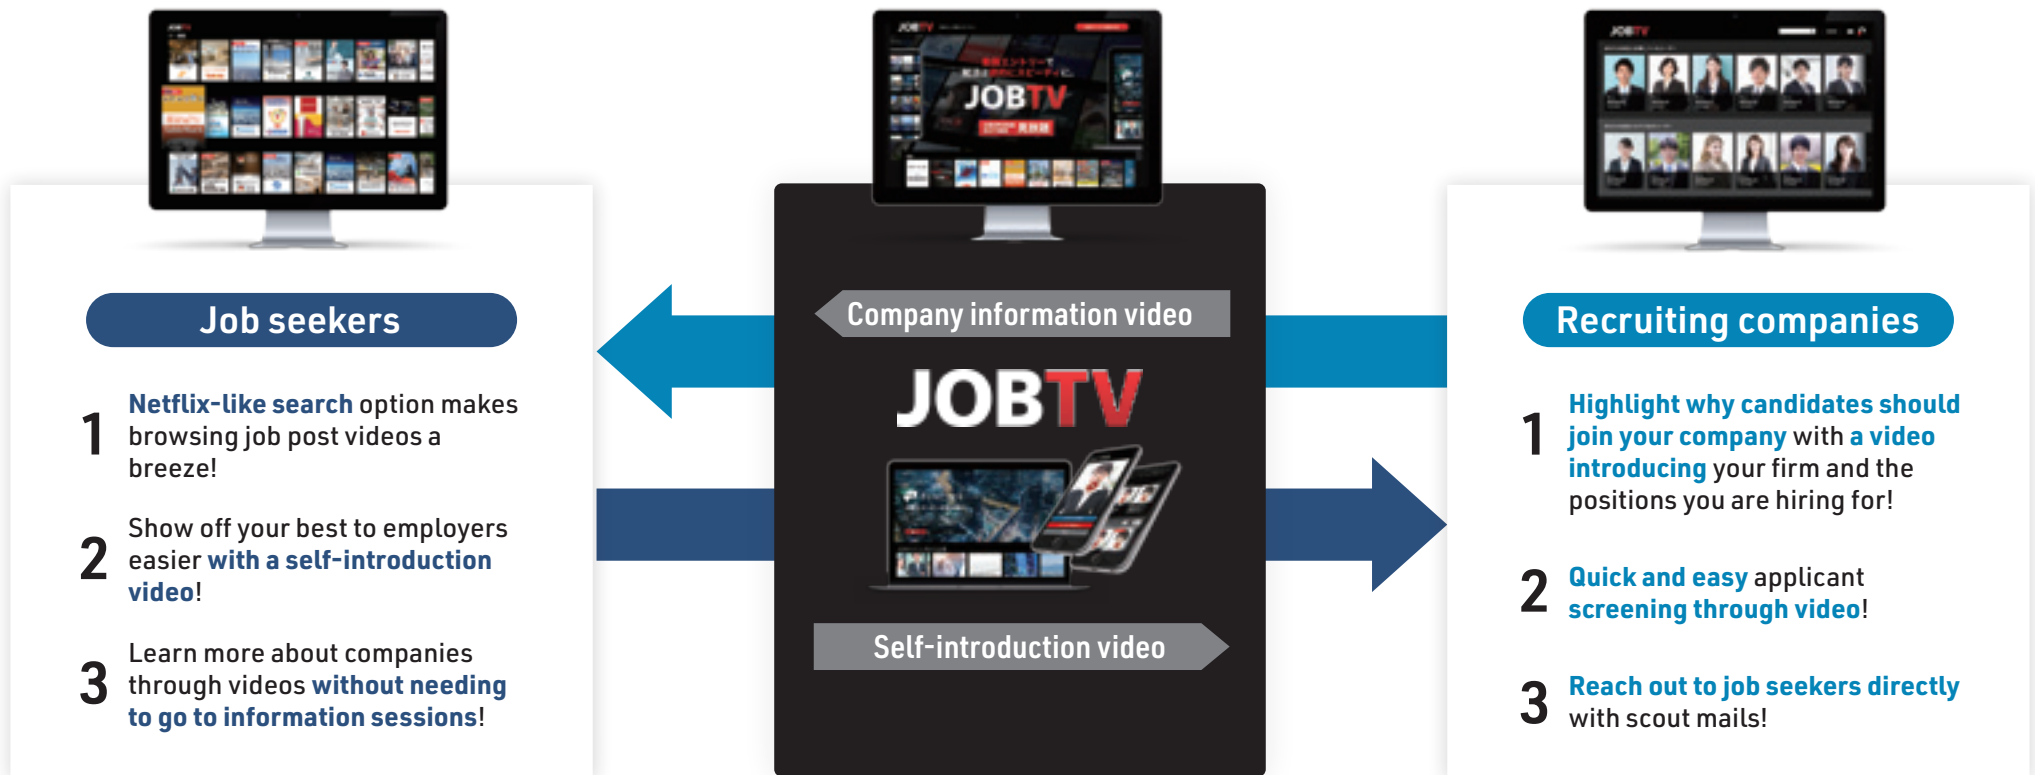 JOBTV
JOBTV
JOBTV
JOBTV
Job seekers
1
Netflix-like search option makes
browsing job post videos a
breeze!
2
Show off your best to employers
easier with a self-introduction
video!
3
Learn more about companies
through videos without needing
to go to information sessions!
Company information video
JOBTV
Self-introduction video
Recruiting companies
1
Highlight why candidates should
join your company with a video
introducing your firm and the
positions you are hiring for!
2
Quick and easy applicant
screening through video!
3
Reach out to job seekers directly
with scout mails!